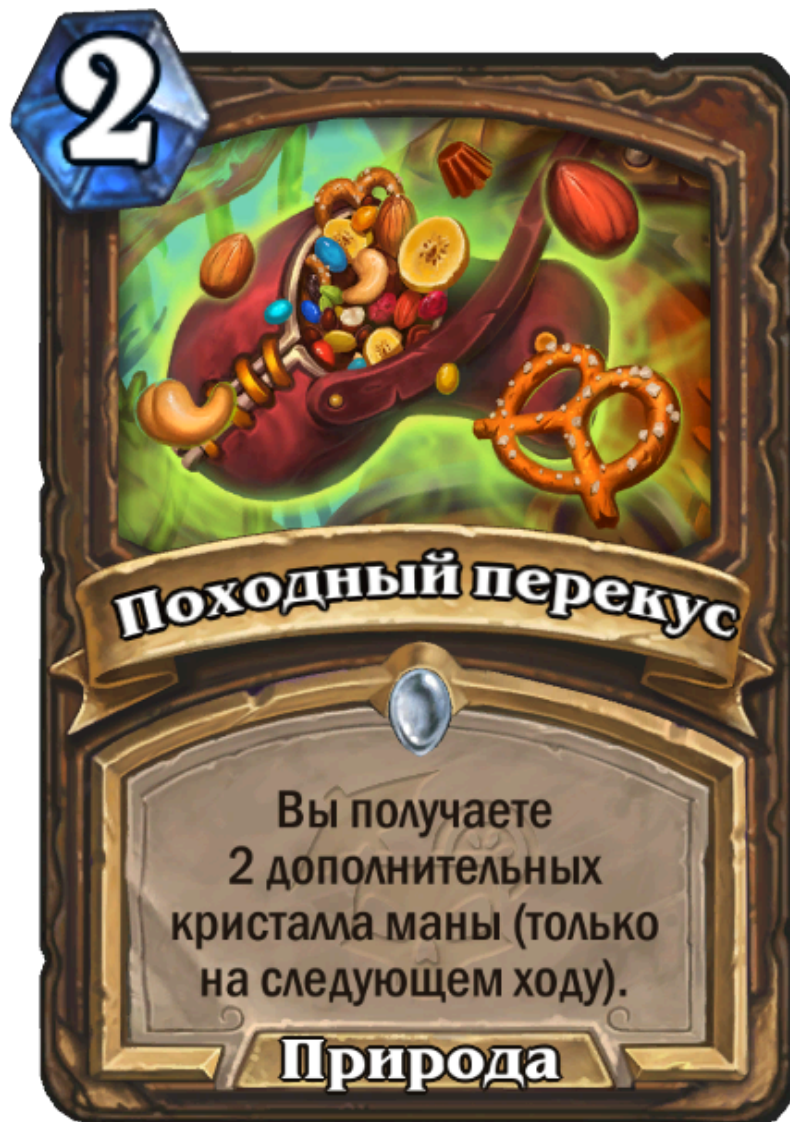 2
Походный перекус
Вы получаете
2 дополнительных
кристалла маны (только
на следующем ходу).
Природа